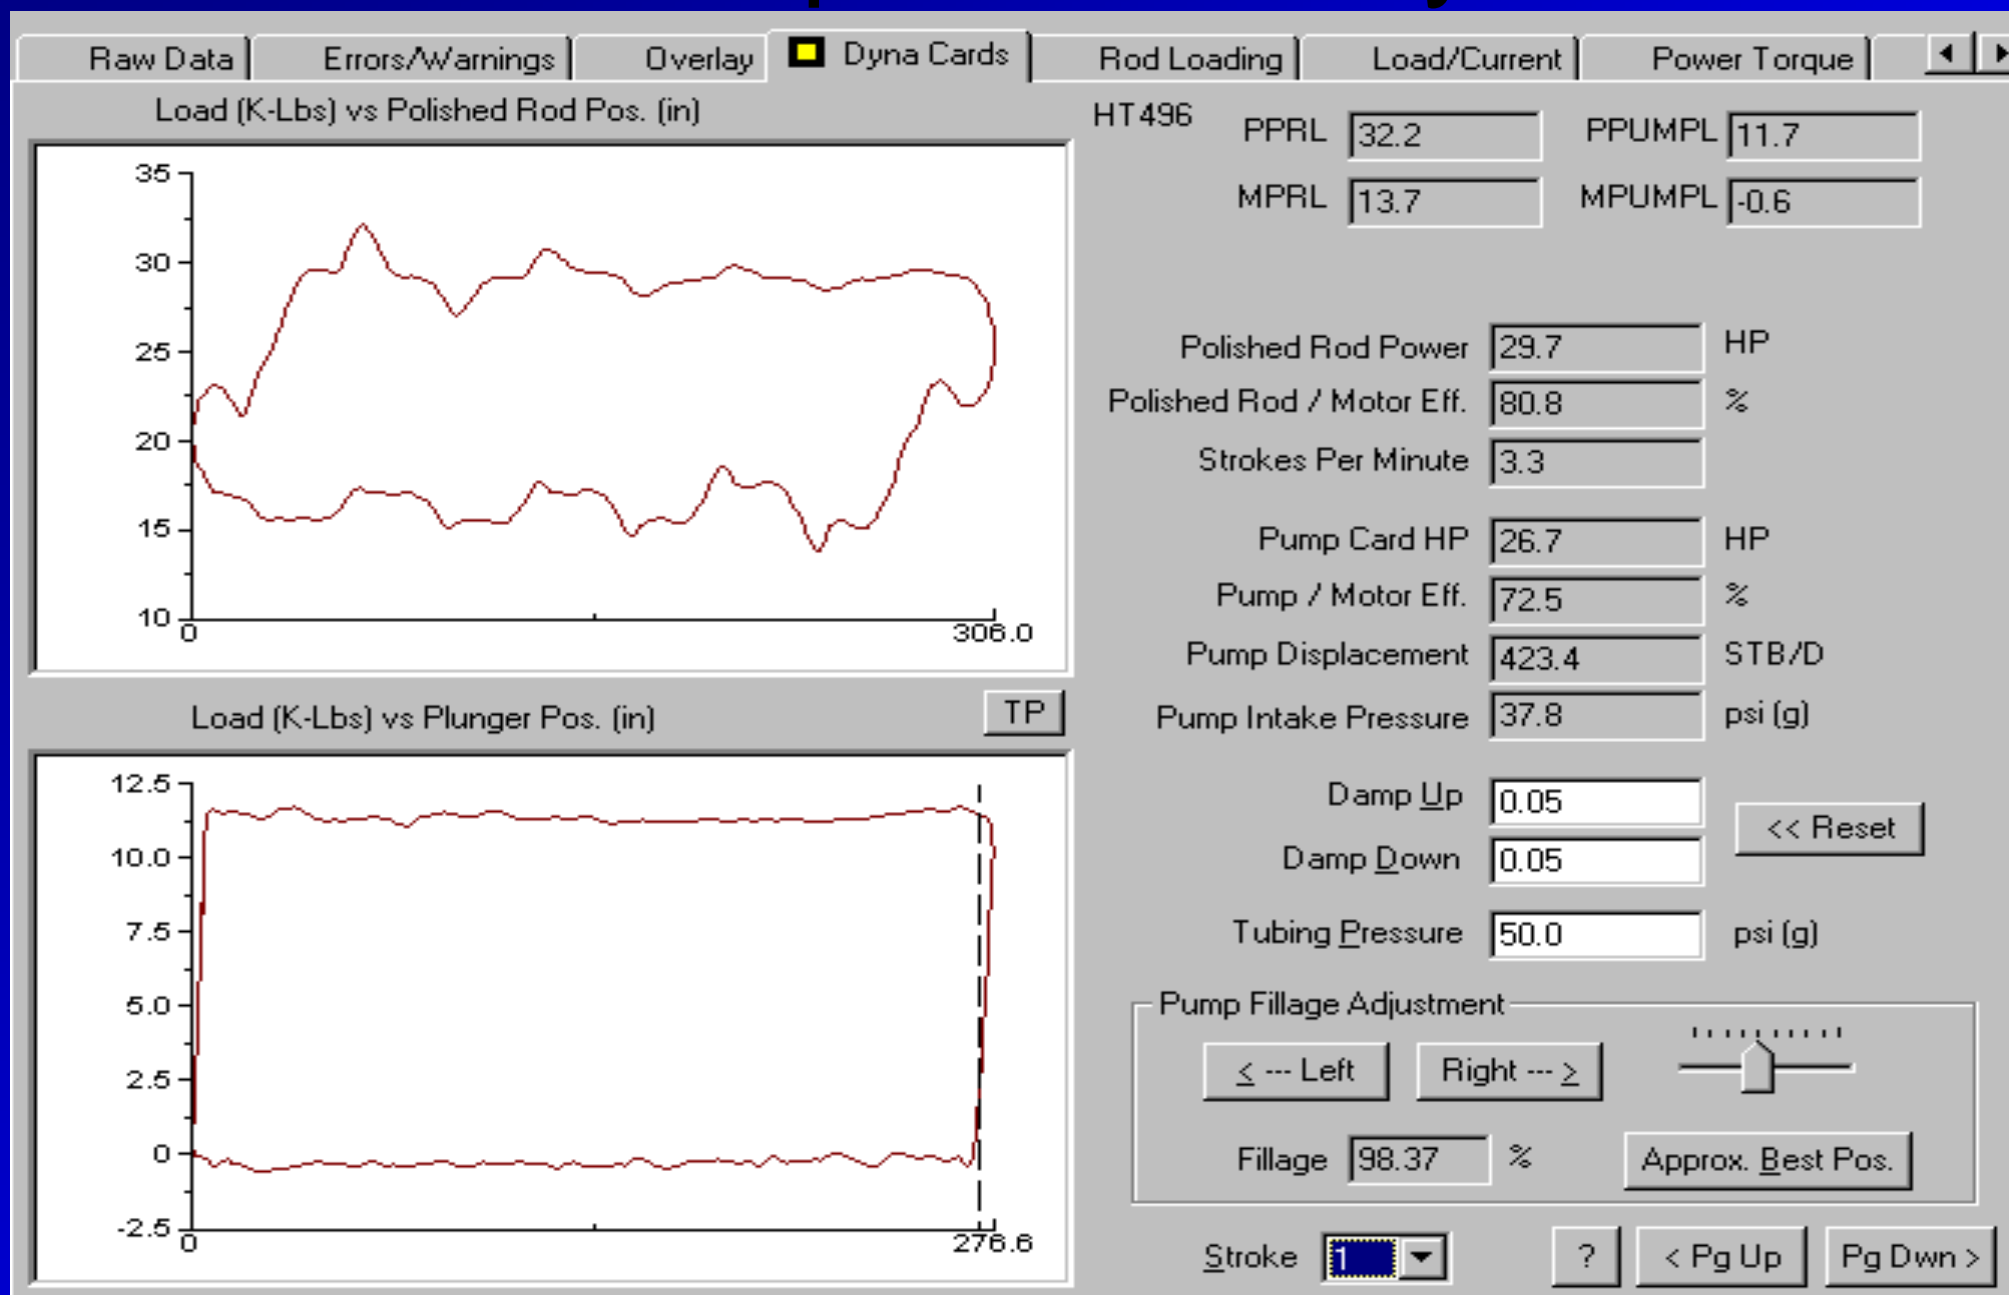 Raw Data Errors/Warnings Overlay Dyna Cards Rod Loading Load/Current Power Torque
Load (K-Lbs) vs Polished Rod Pos. (in)
35
30
25
20
15
10
0 306.0
TP
Load (K-Lbs) vs Plunger Pos. (in)
12.5
10.0
7.5
5.0
2.5
0
-2.5
0 276.6
HT496
PPRL 32.2 PPUMPL 11.7
MPRL 13.7 MPUMPL -0.6
Polished Rod Power 29.7 HP
Polished Rod / Motor Eff. 80.8 %
Strokes Per Minute 3.3
Pump Card HP 26.7 HP
Pump / Motor Eff. 72.5 %
Pump Displacement 423.4 STB/D
Pump Intake Pressure 37.8 psi (g)
Damp Up 0.05
<< Reset
Damp Down 0.05
Tubing Pressure 50.0 psi (g)
Pump Fillage Adjustment
< --- Left Right --- >
Fillage 98.37 % Approx. Best Pos.
Stroke 1 ? < Pg Up Pg Dwn >